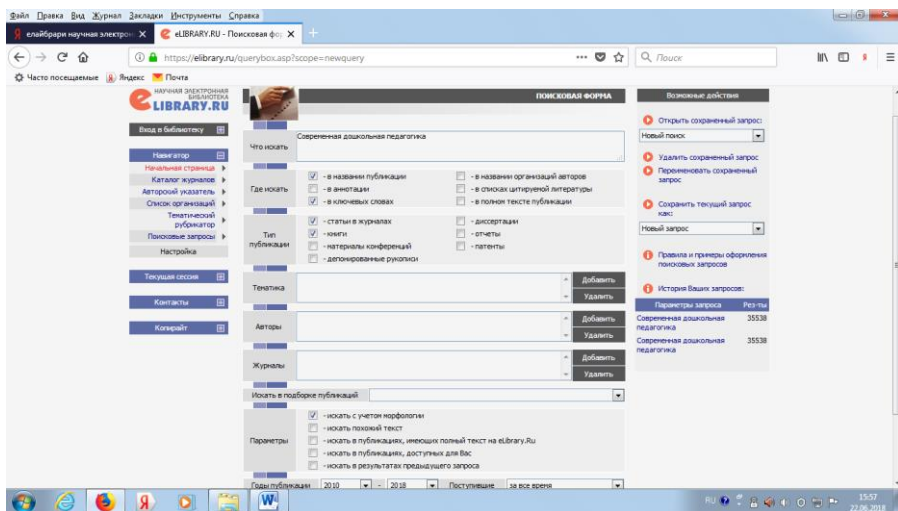 Файл Правка Вид Журнал Закладки Инструменты Справка
елайбрари научная электрон
eLIBRARY.RU - Поисковая фор
https://elibrary.ru/querybox.asp?scope=newquery
Поиск
Часто посещаемые Яндекс Почта
НАУЧНАЯ ЭЛЕКТРОННАЯ
БИБЛИОТЕКА
LIBRARY.RU
Вход в библиотеку
Навигатор
Начальная страница
Каталог журналов
Авторский указатель
Список организаций
Тематический
рубрикатор
Поисковые запросы
Настройка
Текущая сессия
Контакты
Копирайт
ПОИСКОВАЯ ФОРМА
Что искать
Современная дошкольная педагогика
Где искать
- в названии публикации
- в аннотации
- в ключевых словах
- в названии организаций авторов
- в списках цитируемой литературы
- в полном тексте публикации
Тип
публикации
- статьи в журналах
- книги
- материалы конференций
- депонированные рукописи
- диссертации
- отчеты
- патенты
Тематика
Добавить
Удалить
Авторы
Добавить
Удалить
Журналы
Добавить
Удалить
Искать в подборке публикаций
Параметры
- искать с учетом морфологии
- искать похожий текст
- искать в публикациях, имеющих полный текст на eLibrary.Ru
- искать в публикациях, доступных для Вас
- искать в результатах предыдущего запроса
Годы публикации 2010 - 2018 Поступившие за все время
Возможные действия
Открыть сохраненный запрос:
Новый поиск
Удалить сохраненный запрос
Переименовать сохраненный
запрос
Сохранить текущий запрос
как:
Новый запрос
Правила и примеры оформления
поисковых запросов
История Ваших запросов:
Параметры запроса Рез-ты
Современная дошкольная 35538
педагогика
Современная дошкольная 35538
педагогика
RU
15:57
22.06.2018